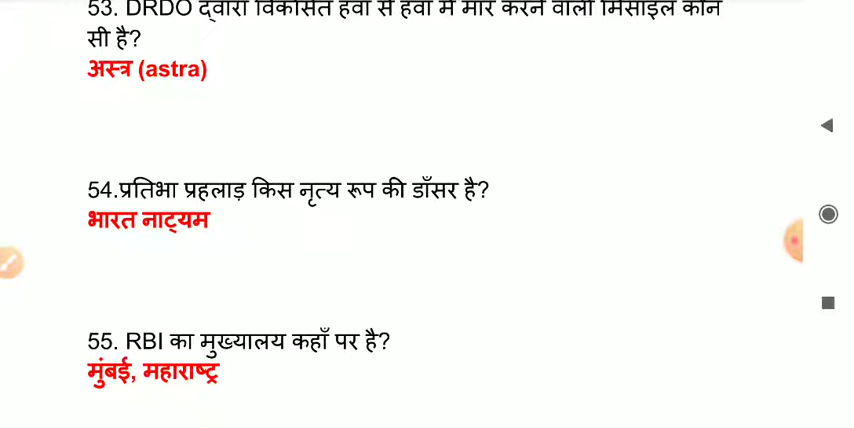 53. DRDO द्वारा विकसित हवा से हवा में मार करने वाली मिसाइल कौन
सी है?
अस्त्र (astra)
54.प्रतिभा प्रहलाड़ किस नृत्य रूप की डाँसर है?
भारत नाट्यम
55. RBI का मुख्यालय कहाँ पर है?
मुंबई, महाराष्ट्र